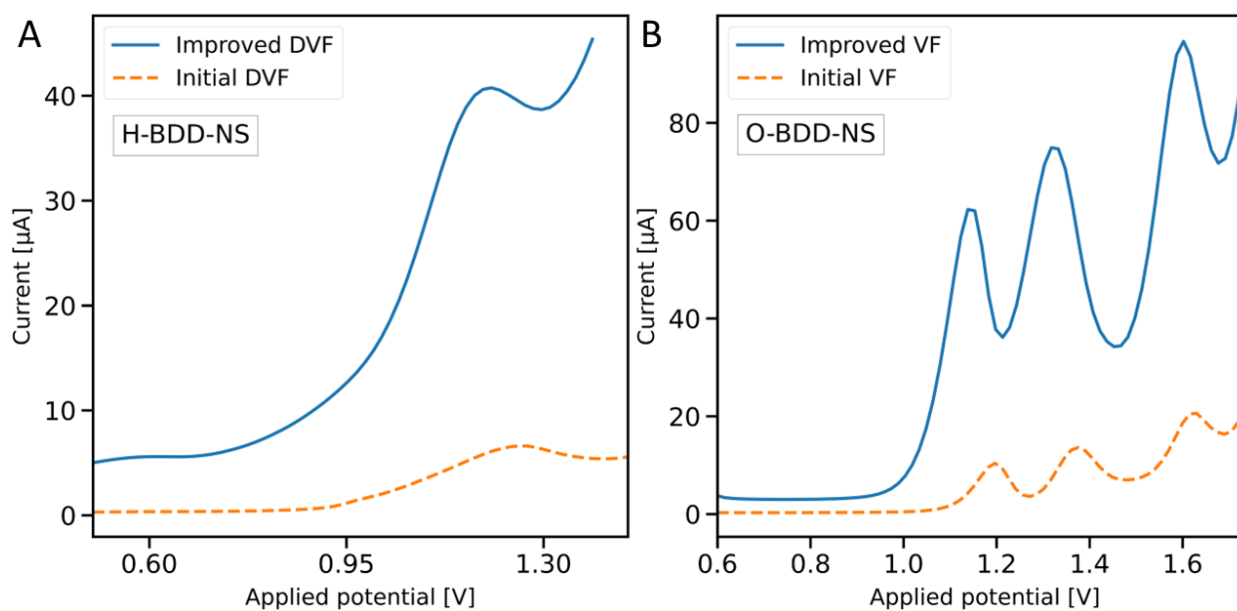 A
Improved DVF
Initial DVF
H-BDD-NS
Current [μA]
40
30
20
10
0
0.60
0.95
1.30
Applied potential [V]
B
Improved VF
Initial VF
O-BDD-NS
Current [μA]
80
60
40
20
0
0.6
0.8
1.0
1.2
1.4
1.6
Applied potential [V]